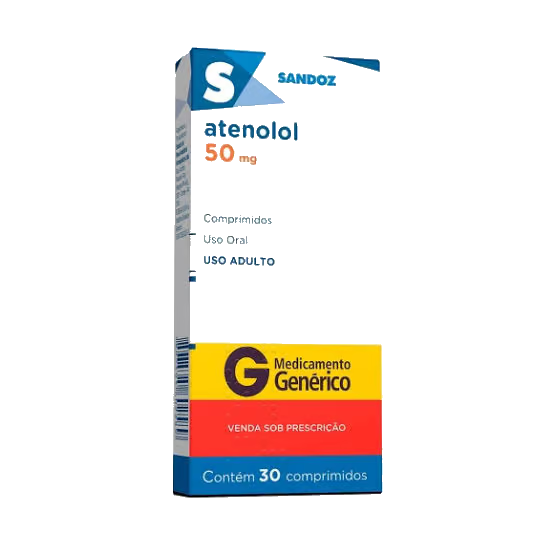 S SANDOZ
atenolol
50 mg
Comprimidos
Uso Oral
USO ADULTO
G Medicamento
Genérico
VENDA SOB PRESCRIÇÃO
Contém 30 comprimidos